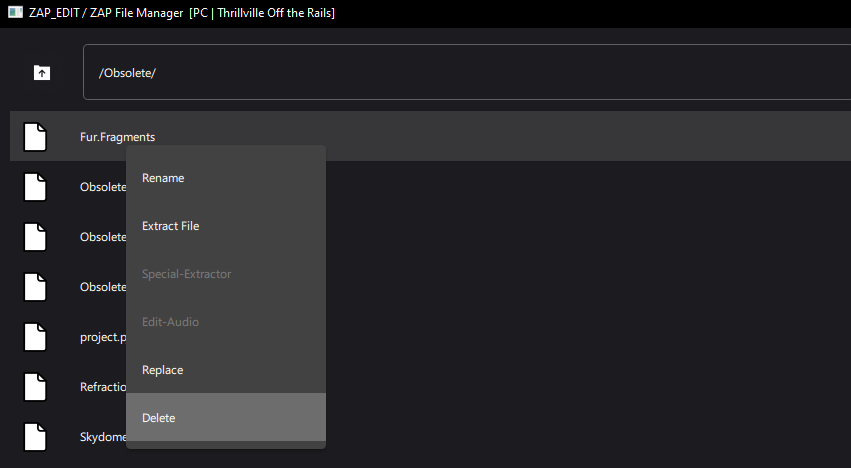 ZAP_EDIT / ZAP File Manager [PC | Thrillville Off the Rails]
/Obsolete/
Fur.Fragments
Obsolete
Obsolete
Obsolete
project.p
Refractio
Skydome
Rename
Extract File
Special-Extractor
Edit-Audio
Replace
Delete